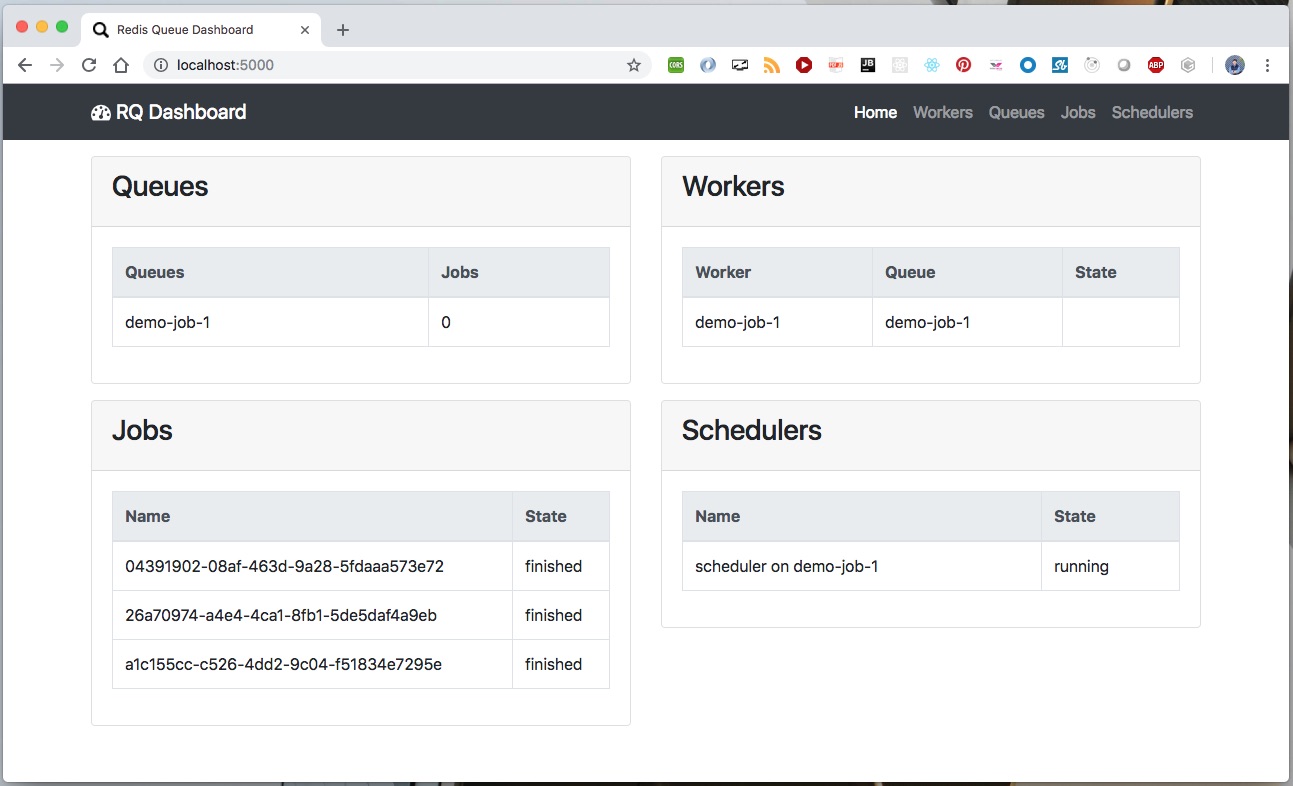 Redis Queue Dashboard
localhost:5000
CORS
JB
ABP
RQ Dashboard
Home Workers Queues Jobs Schedulers
Queues
Queues Jobs
demo-job-1 0
Workers
Worker Queue State
demo-job-1 demo-job-1
Jobs
Name State
04391902-08af-463d-9a28-5fdaaa573e72 finished
26a70974-a4e4-4ca1-8fb1-5de5daf4a9eb finished
a1c155cc-c526-4dd2-9c04-f51834e7295e finished
Schedulers
Name State
scheduler on demo-job-1 running